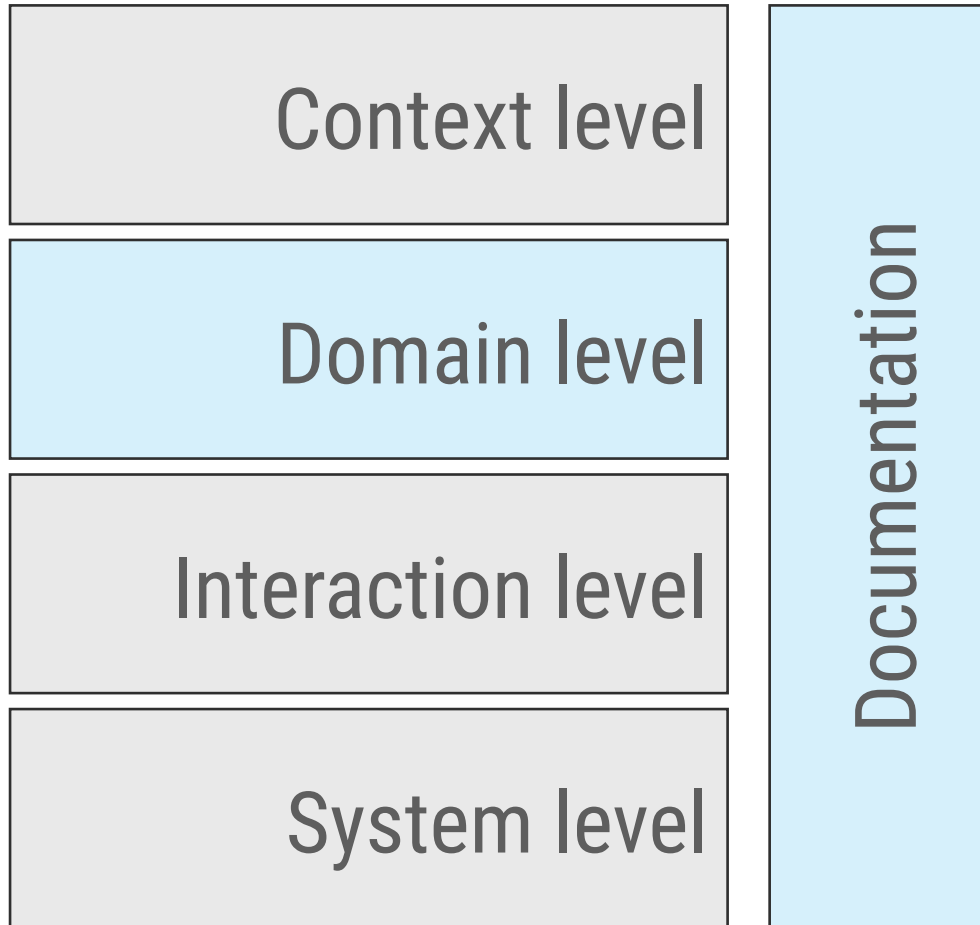 Context level
Domain level
Interaction level
System level
Documentation